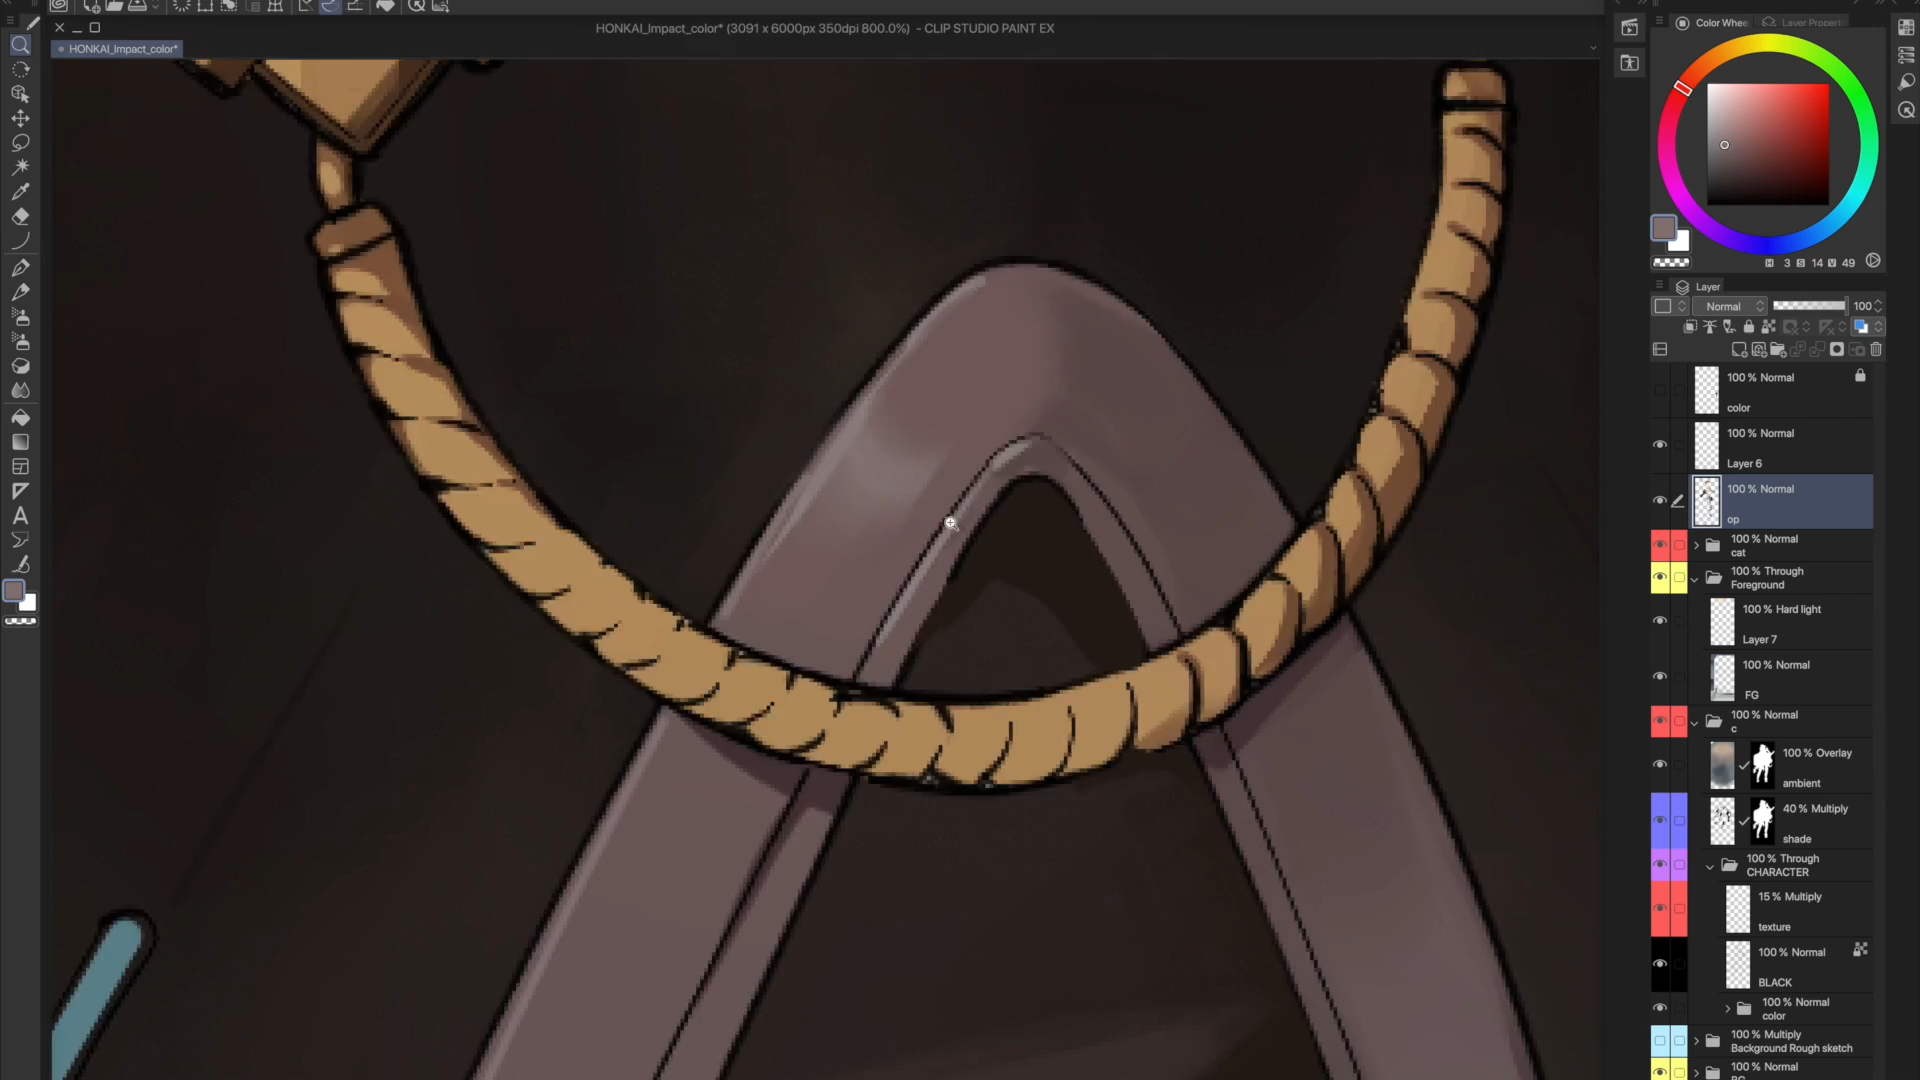 HONKAI_Impact_color* (3091 x 6000px 350dpi 800.0%) - CLIP STUDIO PAINT EX
HONKAI_Impact_color*
Color Whee
Layer Property
H 3 S 14 V 49
Layer
Normal 100
100 % Normal
color
100 % Normal
Layer 6
100 % Normal
op
100 % Normal
cat
100 % Through
Foreground
100 % Hard light
Layer 7
100 % Normal
FG
100 % Normal
c
100 % Overlay
ambient
40 % Multiply
shade
100 % Through
CHARACTER
15 % Multiply
texture
100 % Normal
BLACK
100 % Normal
color
100 % Multiply
Background Rough sketch
100 % Normal